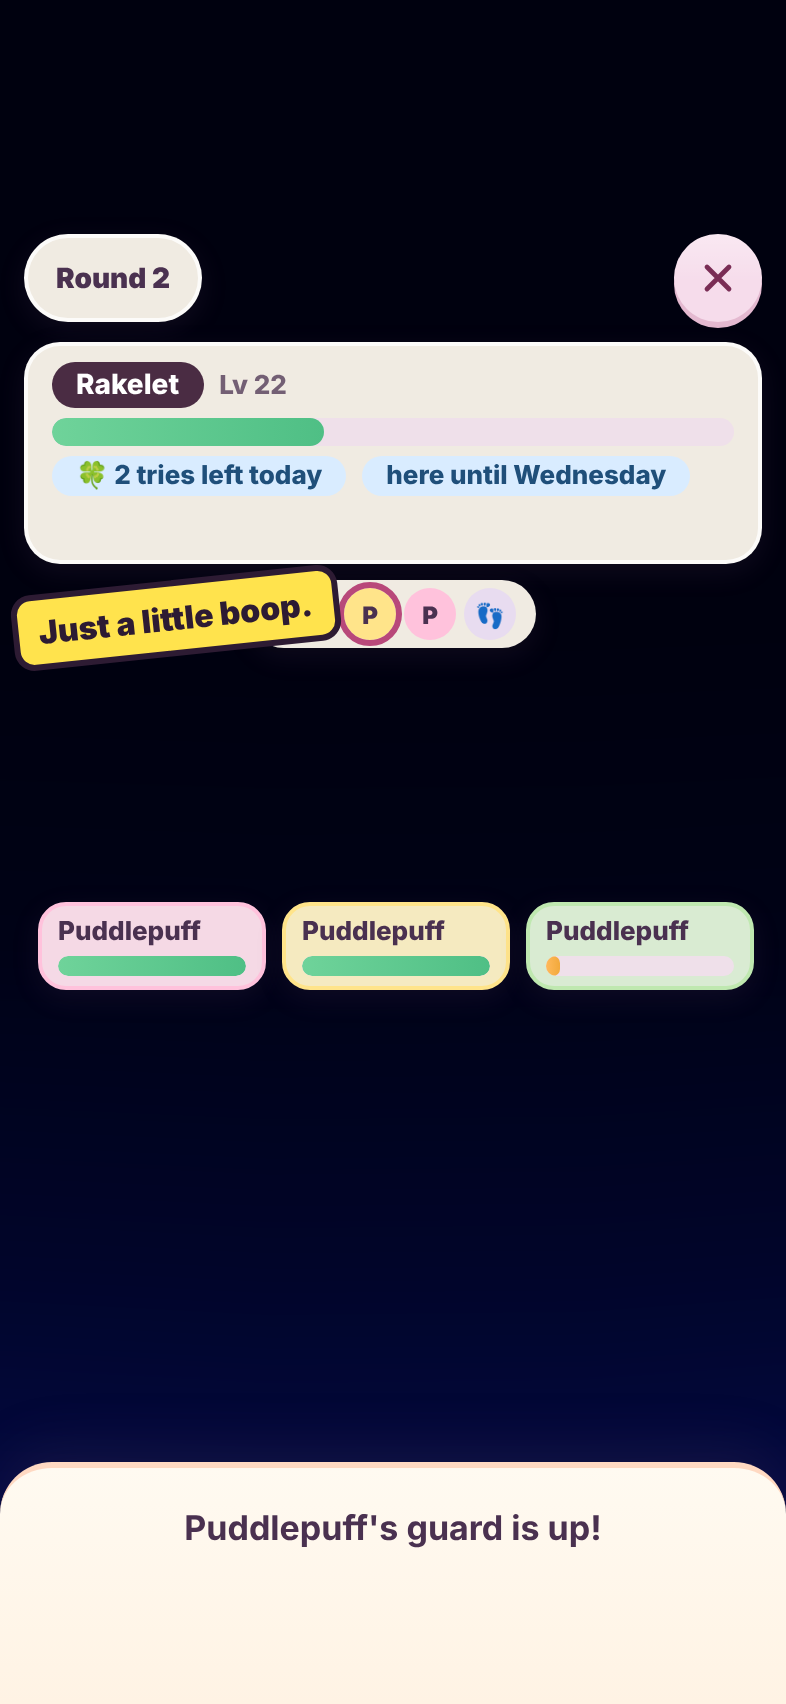 Round 2
Rakelet Lv 22
🍀 2 tries left today here until Wednesday
Just a little boop.
P P
Puddlepuff Puddlepuff Puddlepuff
Puddlepuff's guard is up!